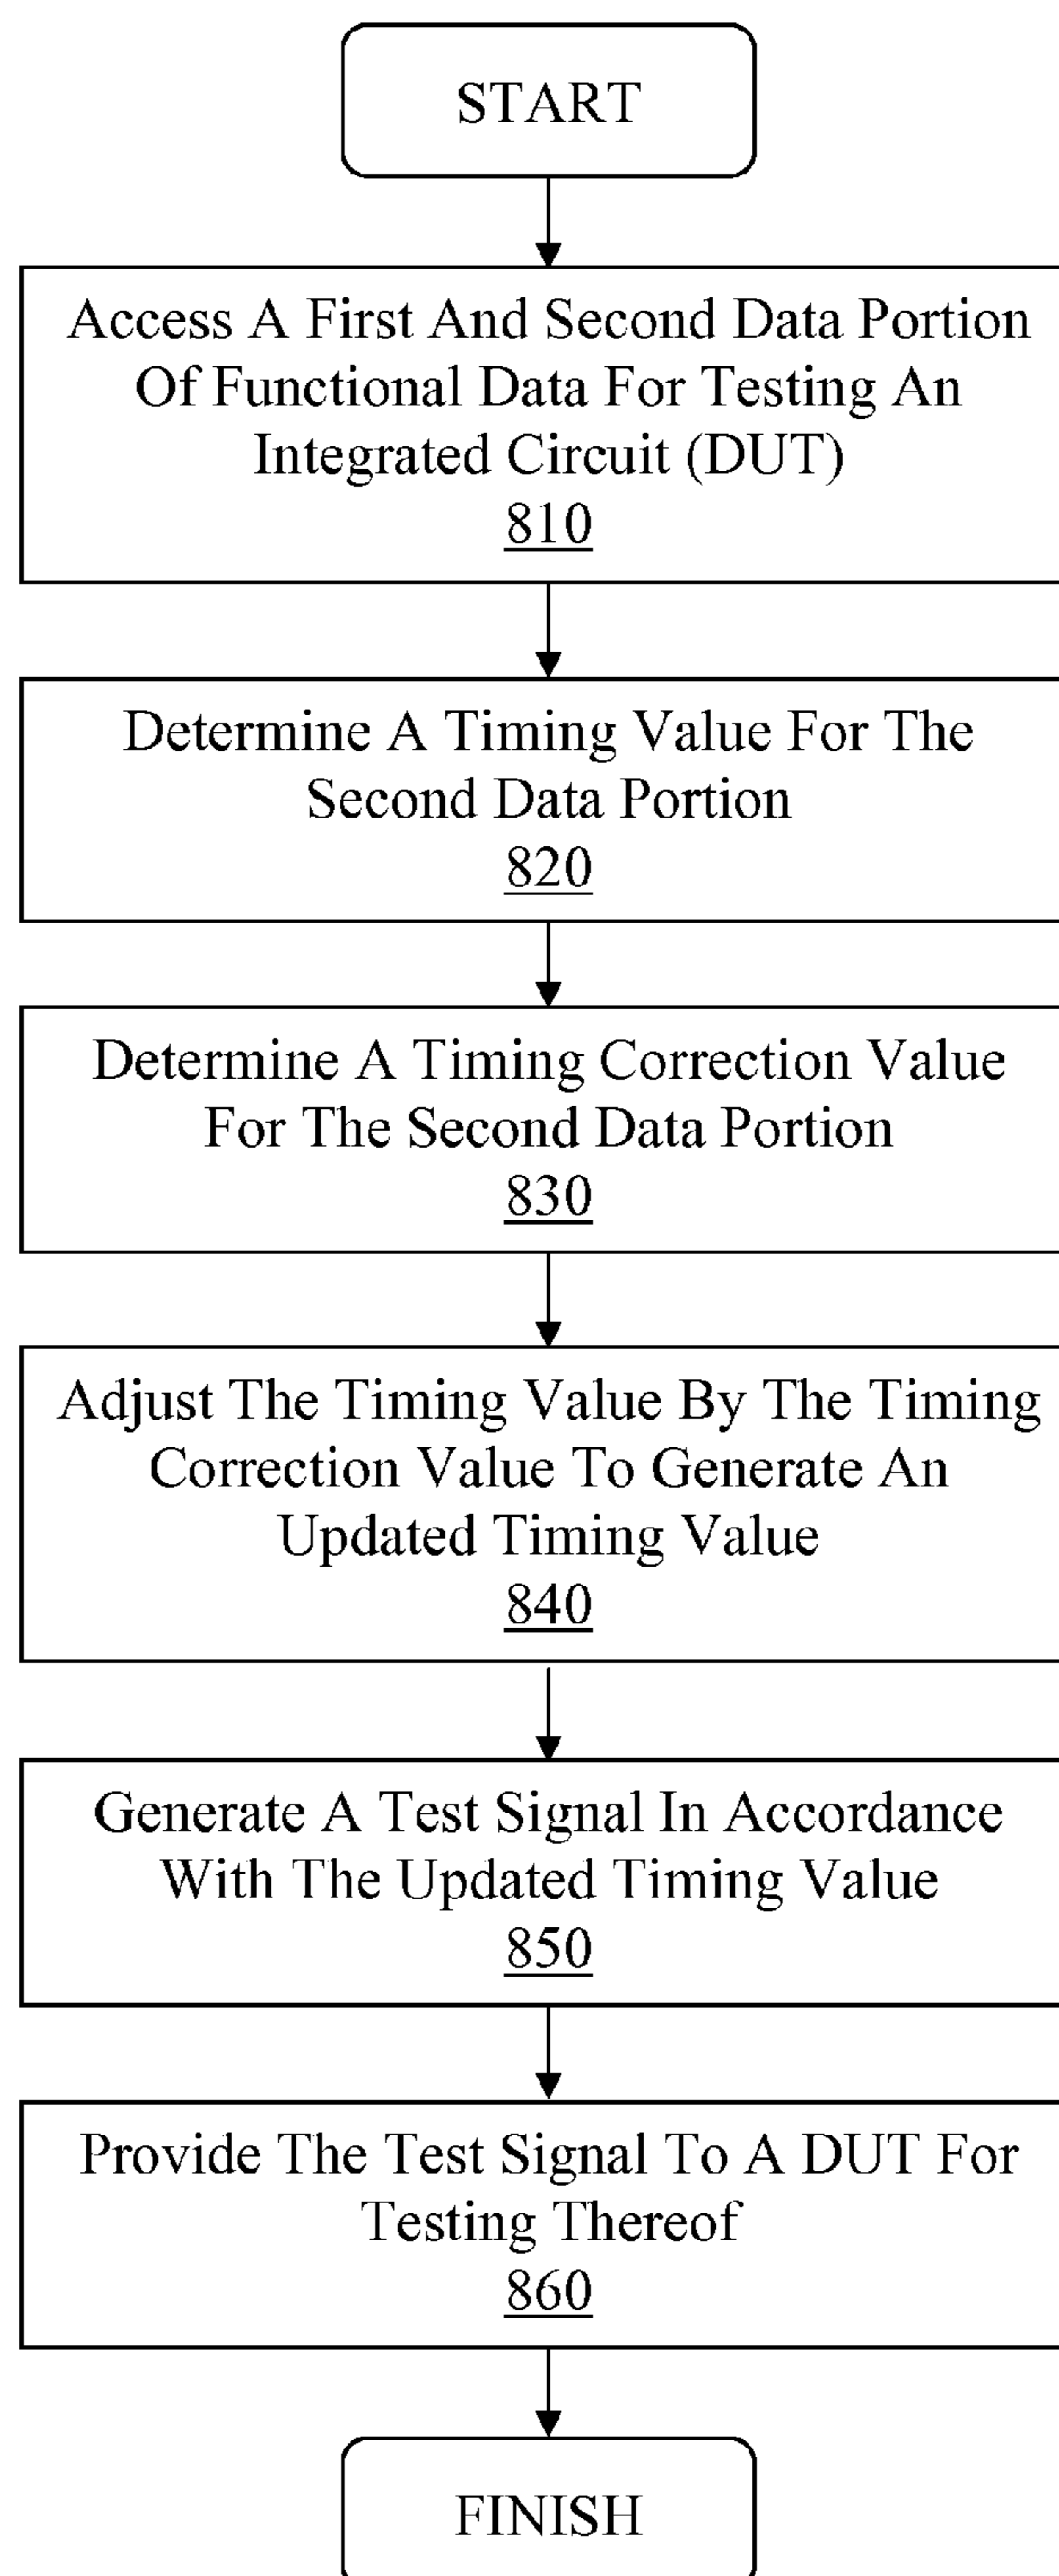 START
Access A First And Second Data Portion
Of Functional Data For Testing An
Integrated Circuit (DUT)
810
Determine A Timing Value For The
Second Data Portion
820
Determine A Timing Correction Value
For The Second Data Portion
830
Adjust The Timing Value By The Timing
Correction Value To Generate An
Updated Timing Value
840
Generate A Test Signal In Accordance
With The Updated Timing Value
850
Provide The Test Signal To A DUT For
Testing Thereof
860
FINISH